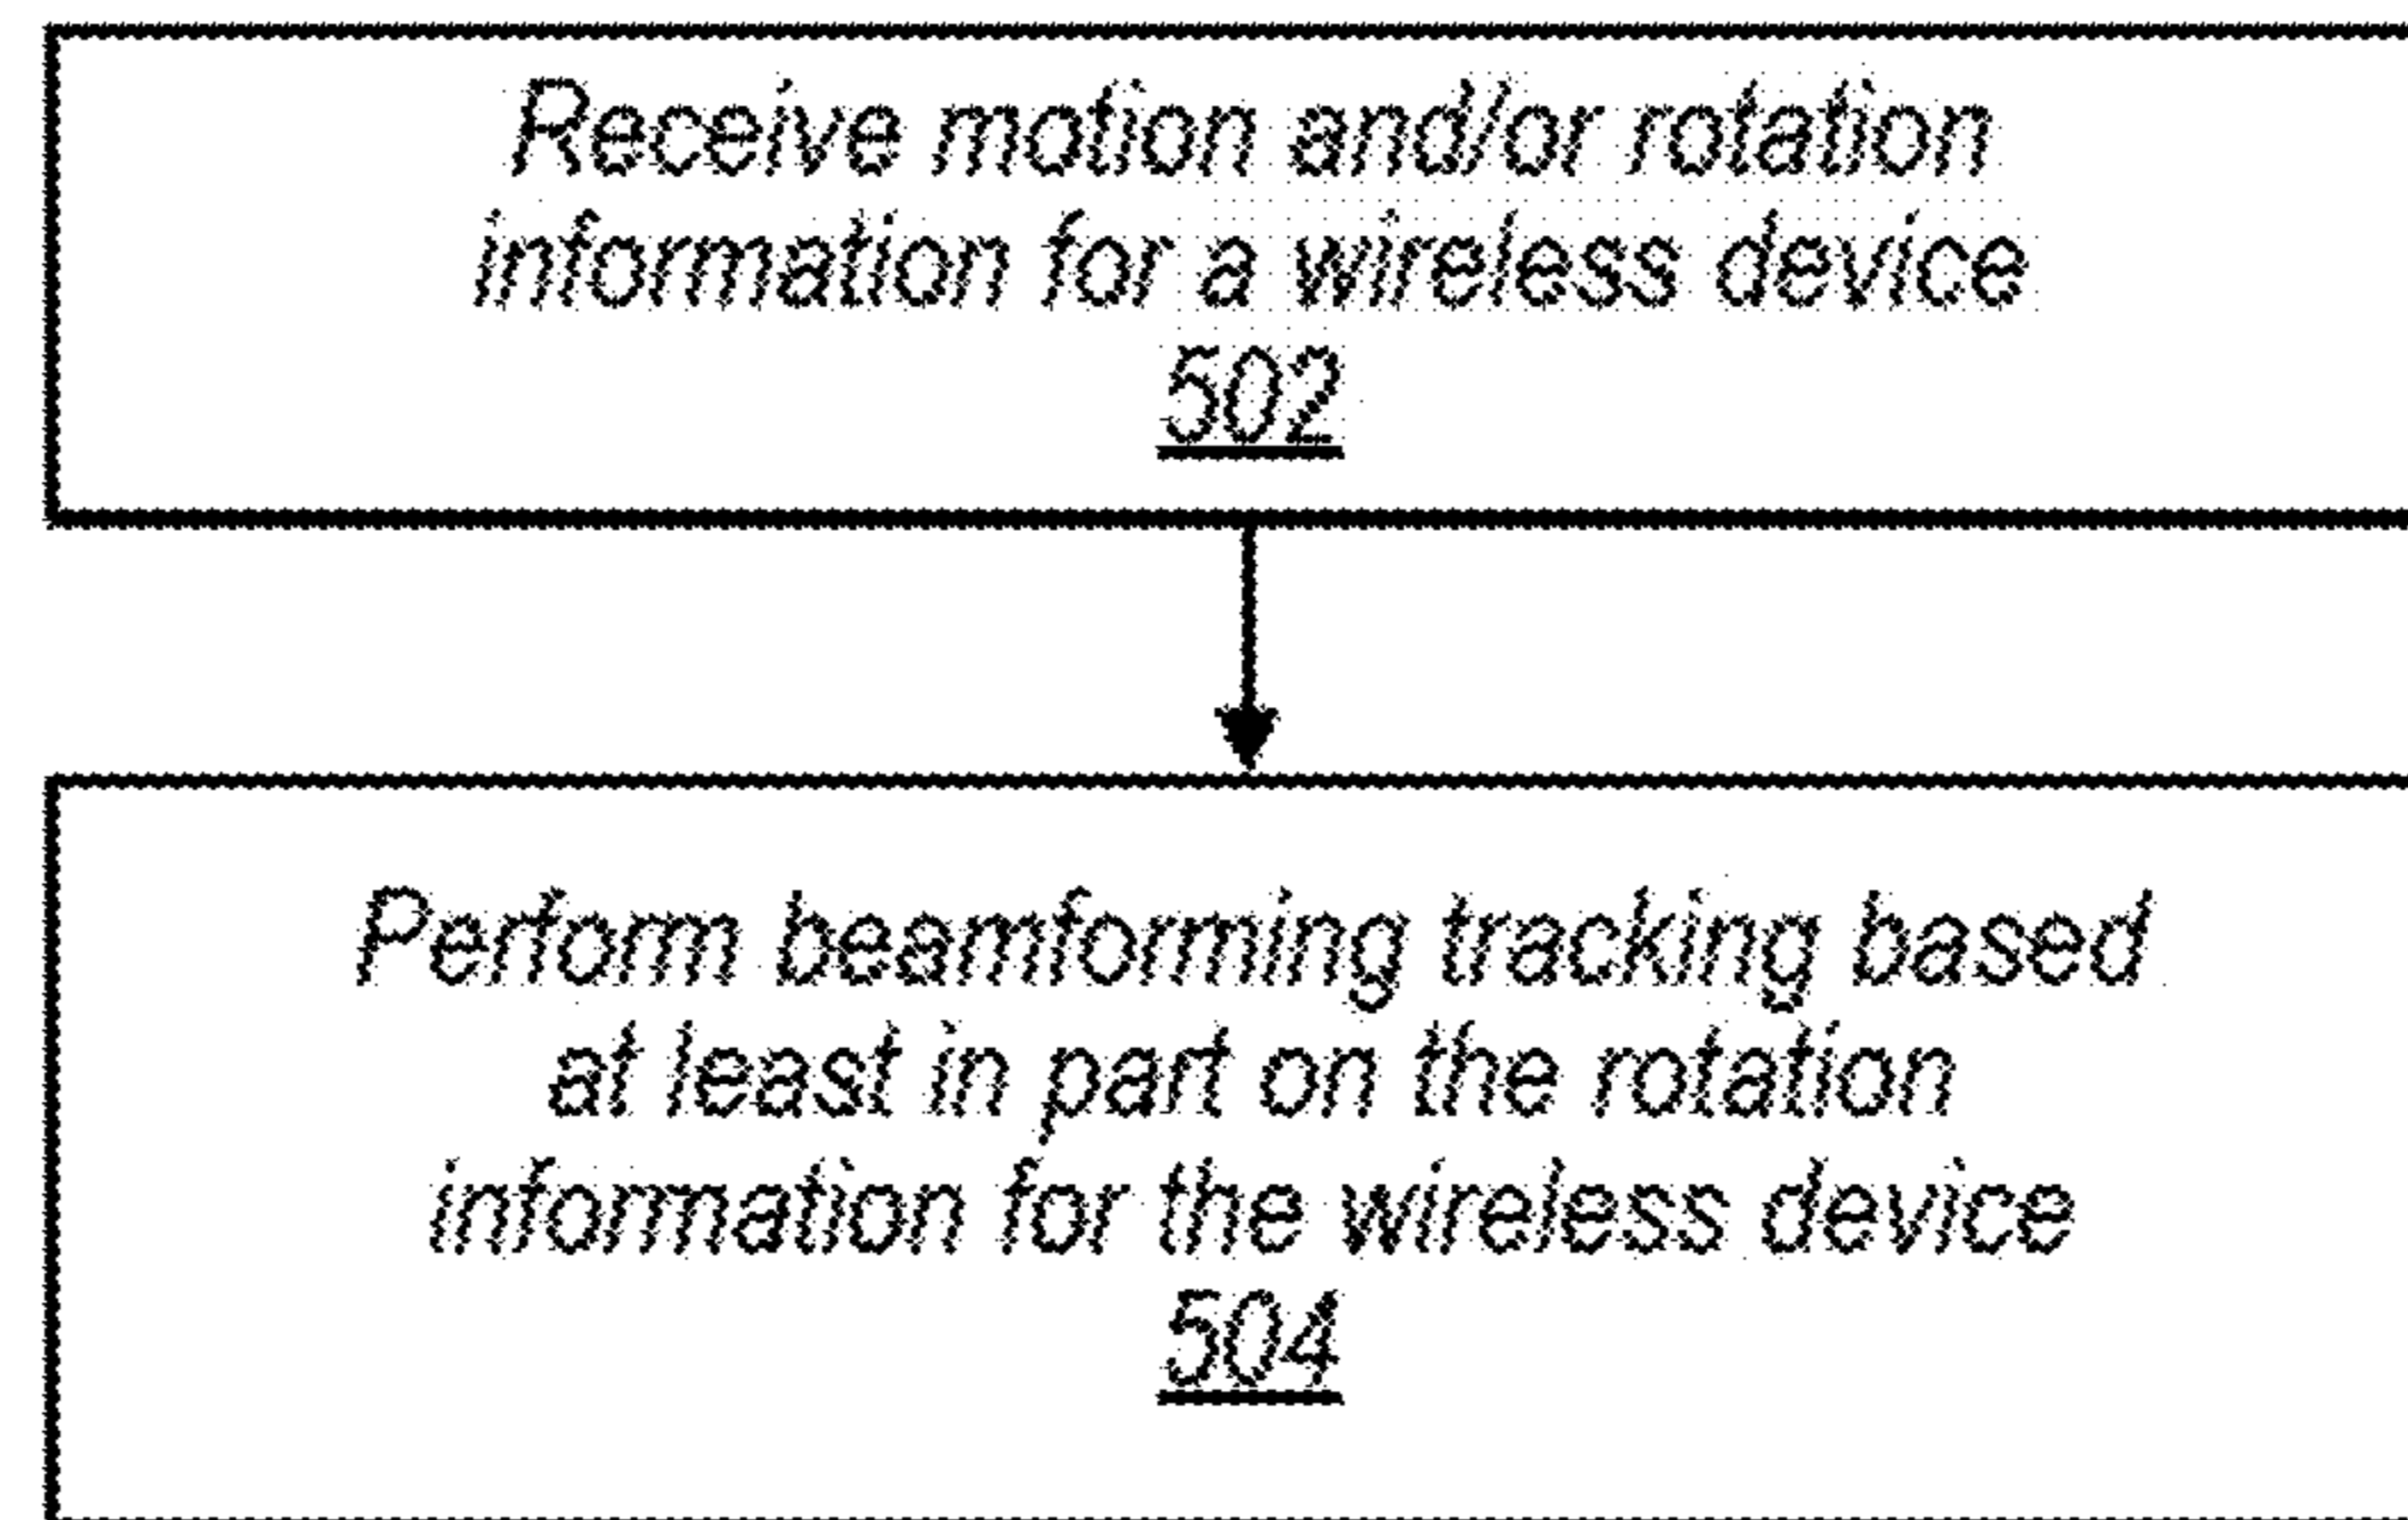 Receive motion and/or rotation
information for a wireless device
502
Perform beamforming tracking based
at least in part on the rotation
information for the wireless device
504